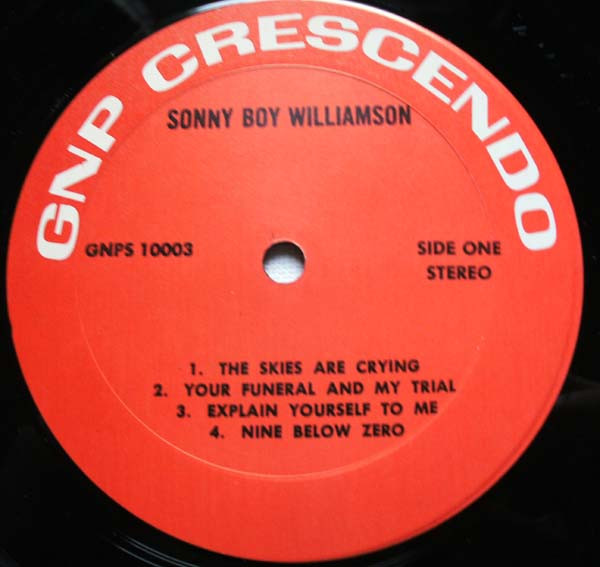 GNP CRESCENDO
SONNY BOY WILLIAMSON
GNPS 10003
SIDE ONE
STEREO
1. THE SKIES ARE CRYING
2. YOUR FUNERAL AND MY TRIAL
3. EXPLAIN YOURSELF TO ME
4. NINE BELOW ZERO